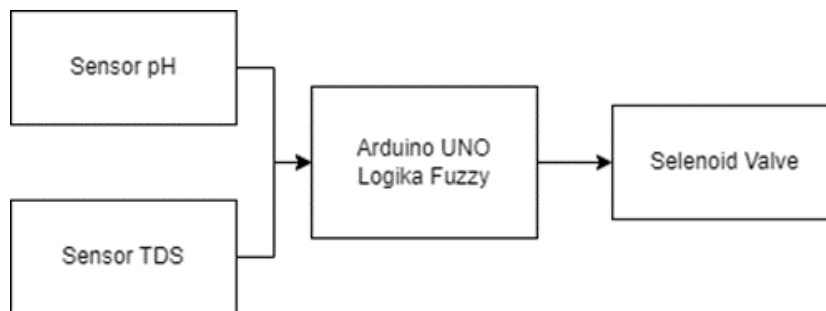 Sensor pH
Sensor TDS
Arduino UNO
Logika Fuzzy
Selenoid Valve